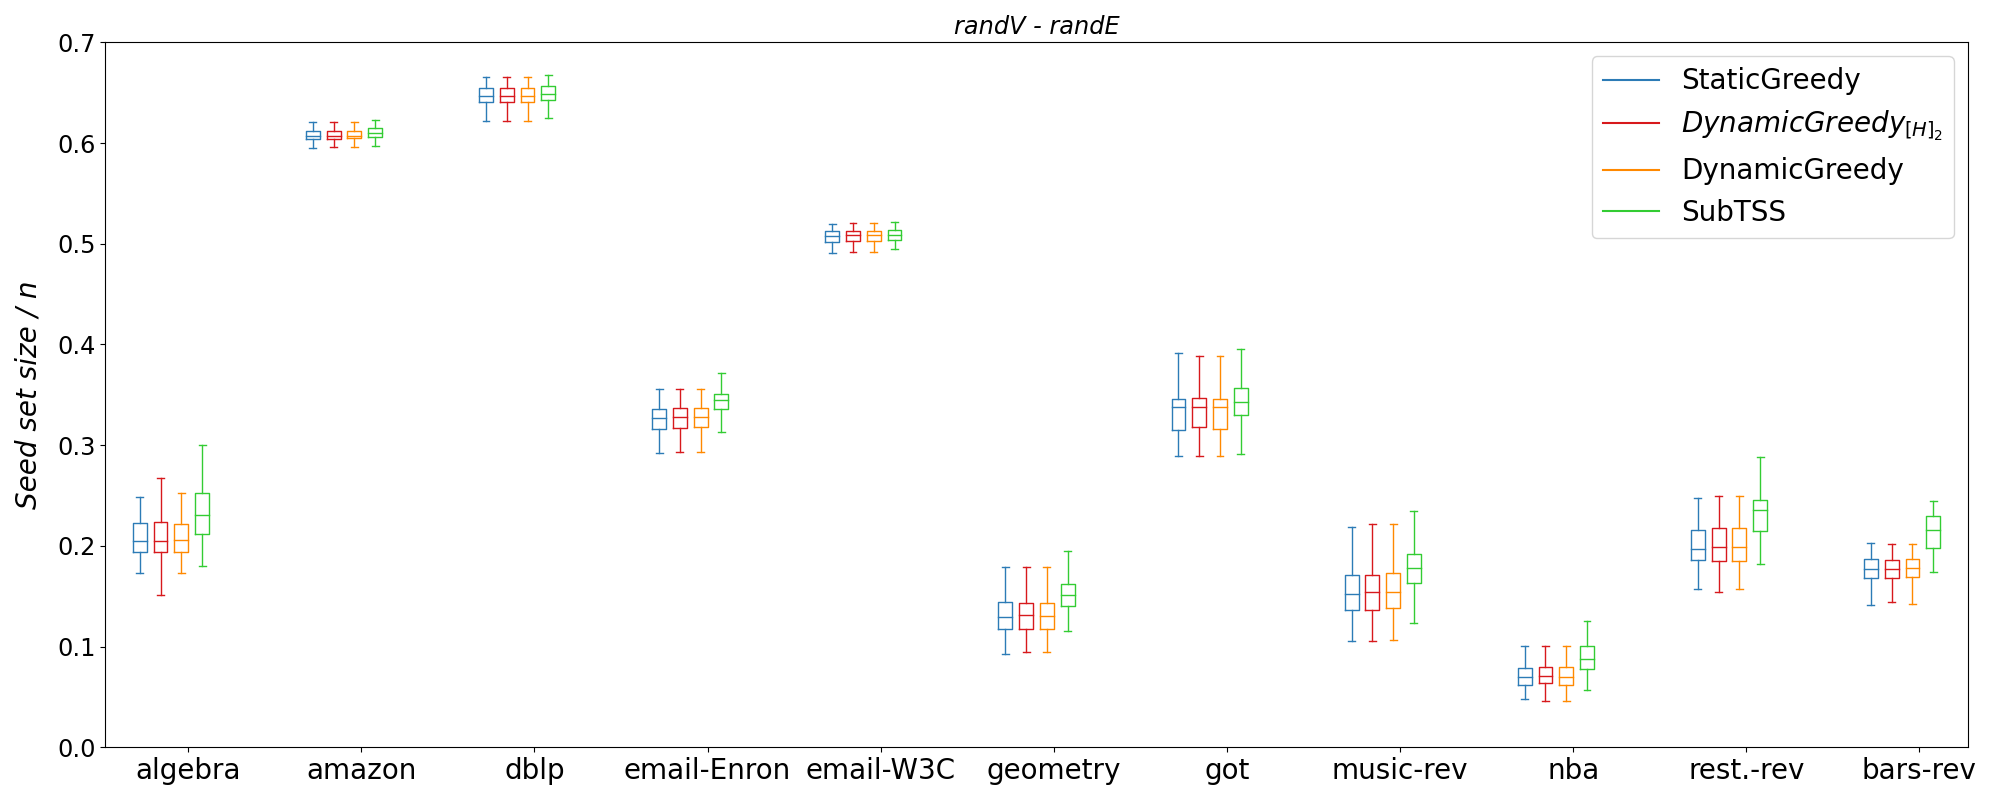 randV - randE
Seed set size / n
0.7
0.6
0.5
0.4
0.3
0.2
0.1
0.0
StaticGreedy
DynamicGreedy[H]₂
DynamicGreedy
SubTSS
algebra amazon dblp email-Enron email-W3C geometry got music-rev nba rest.-rev bars-rev